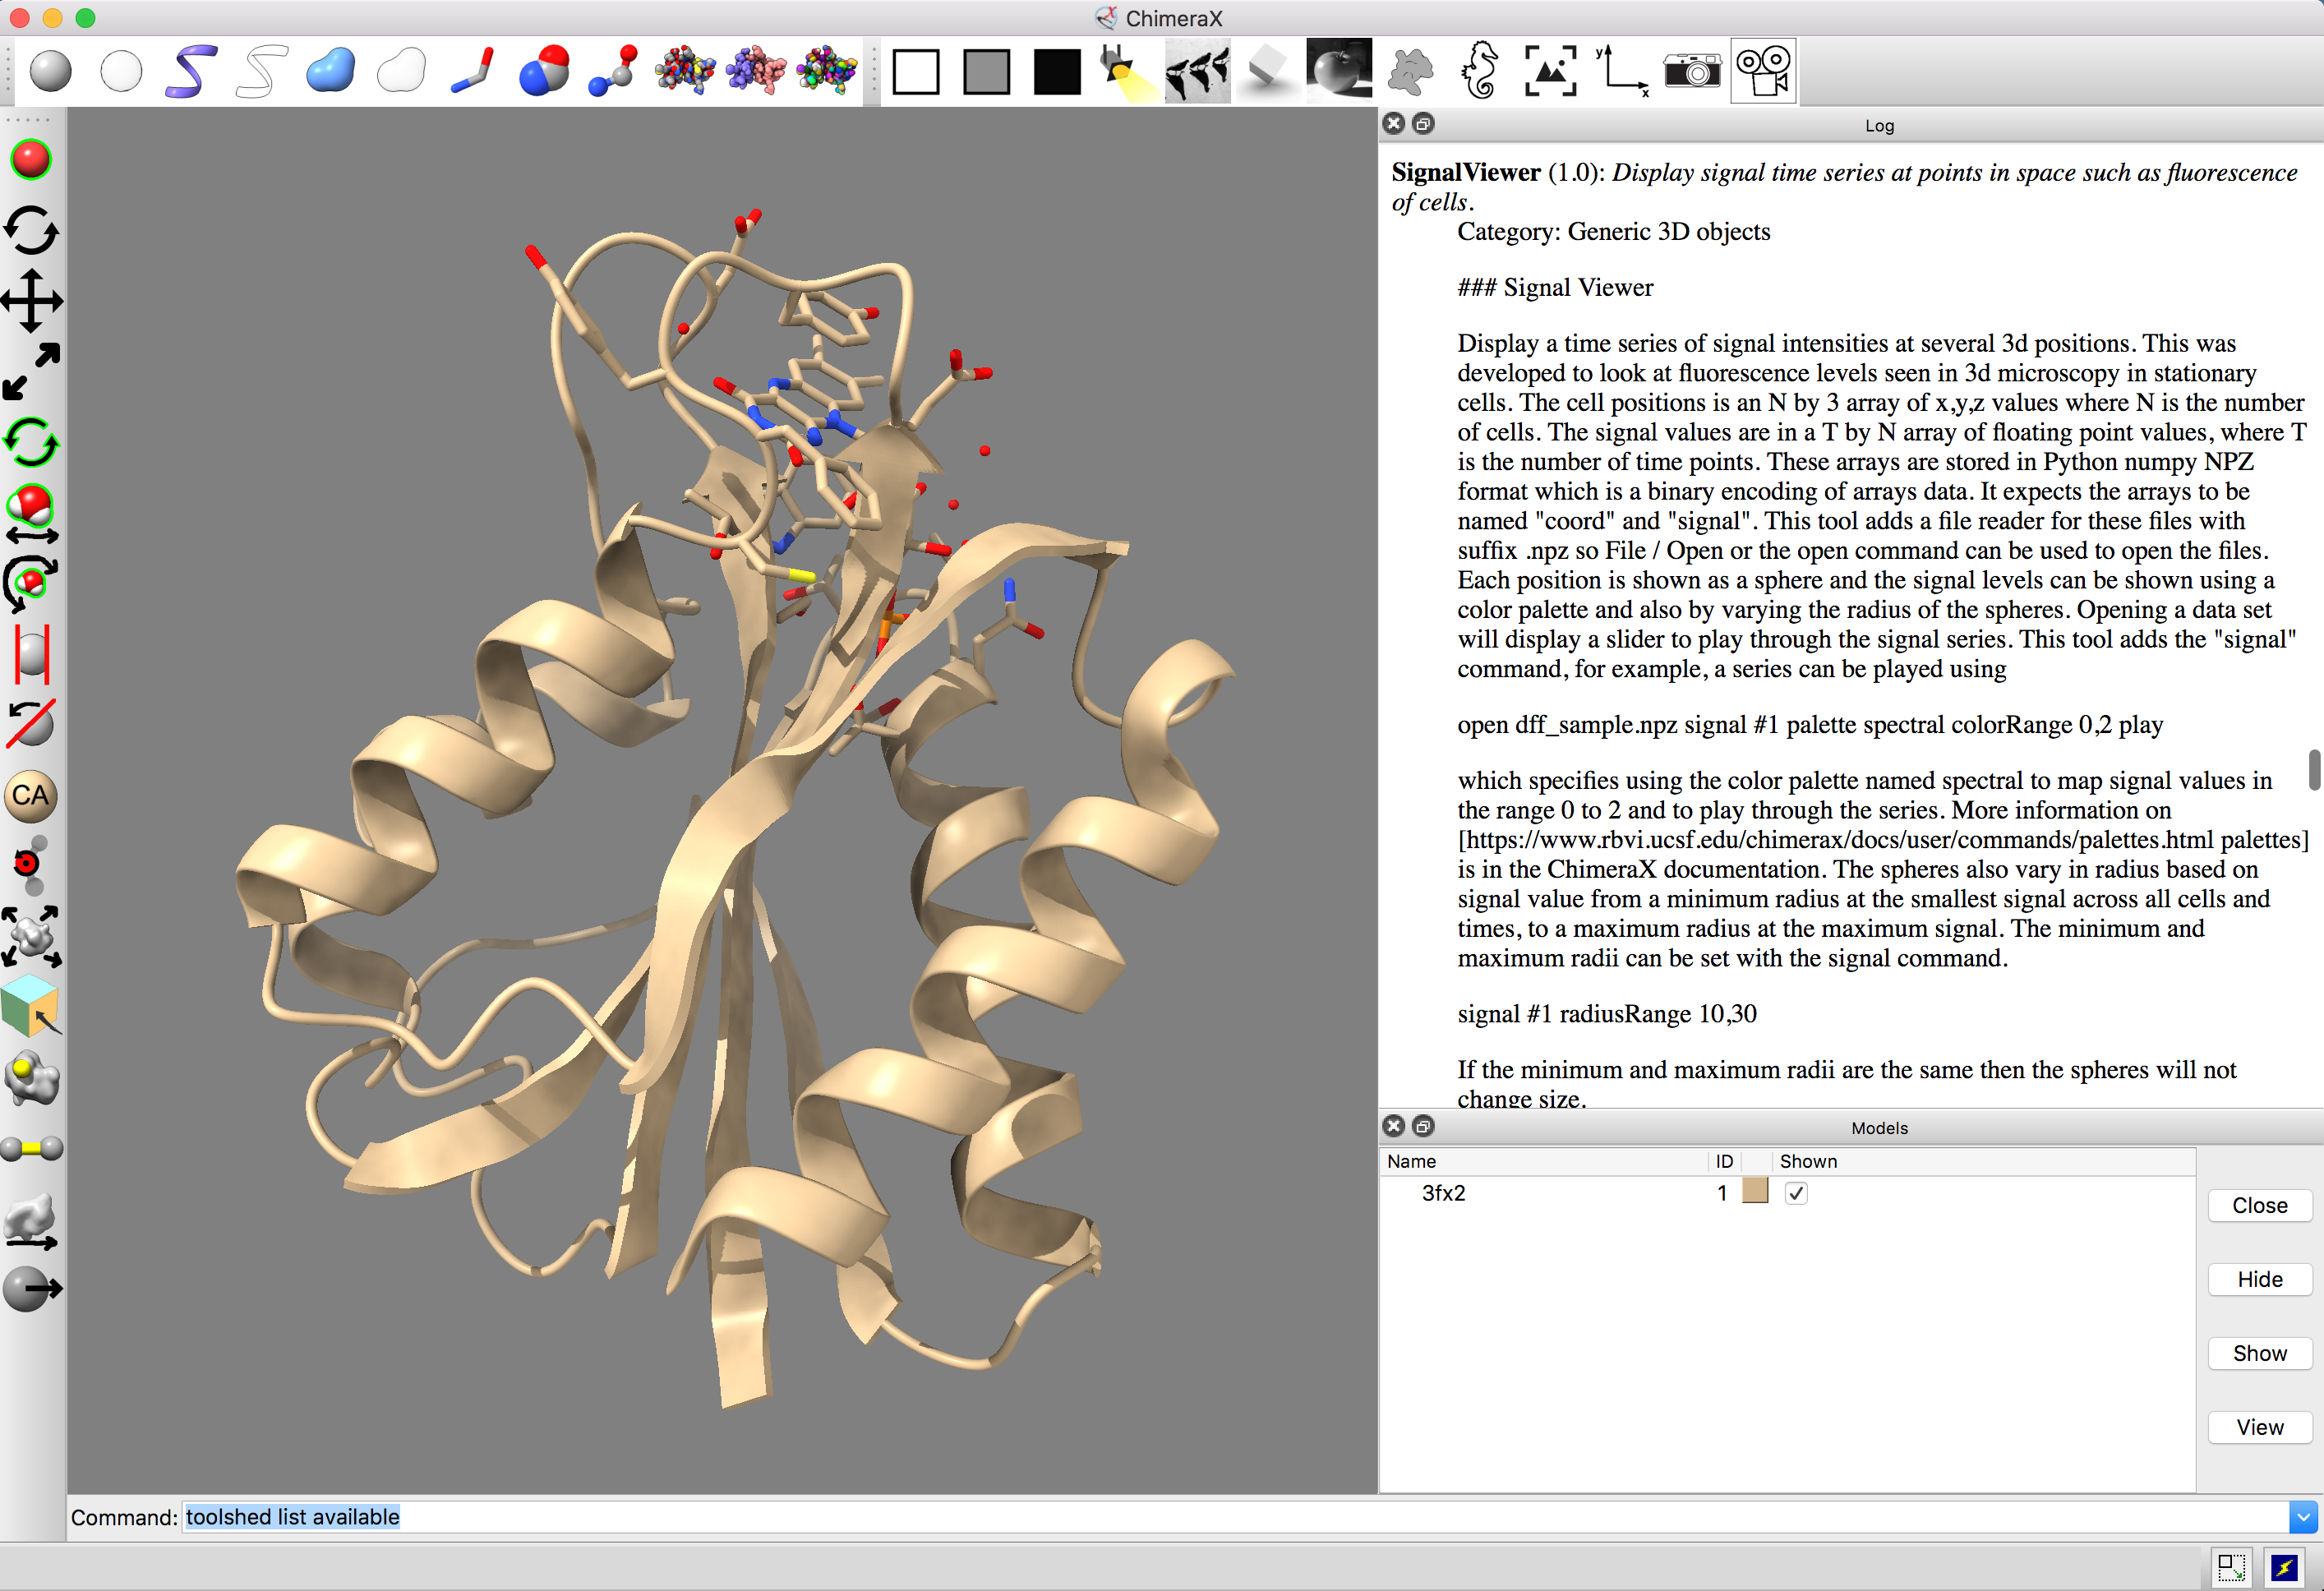 ChimeraX
y
x
Log
SignalViewer (1.0): Display signal time series at points in space such as fluorescence
of cells.
Category: Generic 3D objects
### Signal Viewer
Display a time series of signal intensities at several 3d positions. This was
developed to look at fluorescence levels seen in 3d microscopy in stationary
cells. The cell positions is an N by 3 array of x,y,z values where N is the number
of cells. The signal values are in a T by N array of floating point values, where T
is the number of time points. These arrays are stored in Python numpy NPZ
format which is a binary encoding of arrays data. It expects the arrays to be
named "coord" and "signal". This tool adds a file reader for these files with
suffix .npz so File / Open or the open command can be used to open the files.
Each position is shown as a sphere and the signal levels can be shown using a
color palette and also by varying the radius of the spheres. Opening a data set
will display a slider to play through the signal series. This tool adds the "signal"
command, for example, a series can be played using
open dff_sample.npz signal #1 palette spectral colorRange 0,2 play
which specifies using the color palette named spectral to map signal values in
the range 0 to 2 and to play through the series. More information on
[https://www.rbvi.ucsf.edu/chimerax/docs/user/commands/palettes.html palettes]
is in the ChimeraX documentation. The spheres also vary in radius based on
signal value from a minimum radius at the smallest signal across all cells and
times, to a maximum radius at the maximum signal. The minimum and
maximum radii can be set with the signal command.
signal #1 radiusRange 10,30
If the minimum and maximum radii are the same then the spheres will not
change size.
CA
Models
Name ID Shown
3fx2 1
Close
Hide
Show
View
Command: toolshed list available